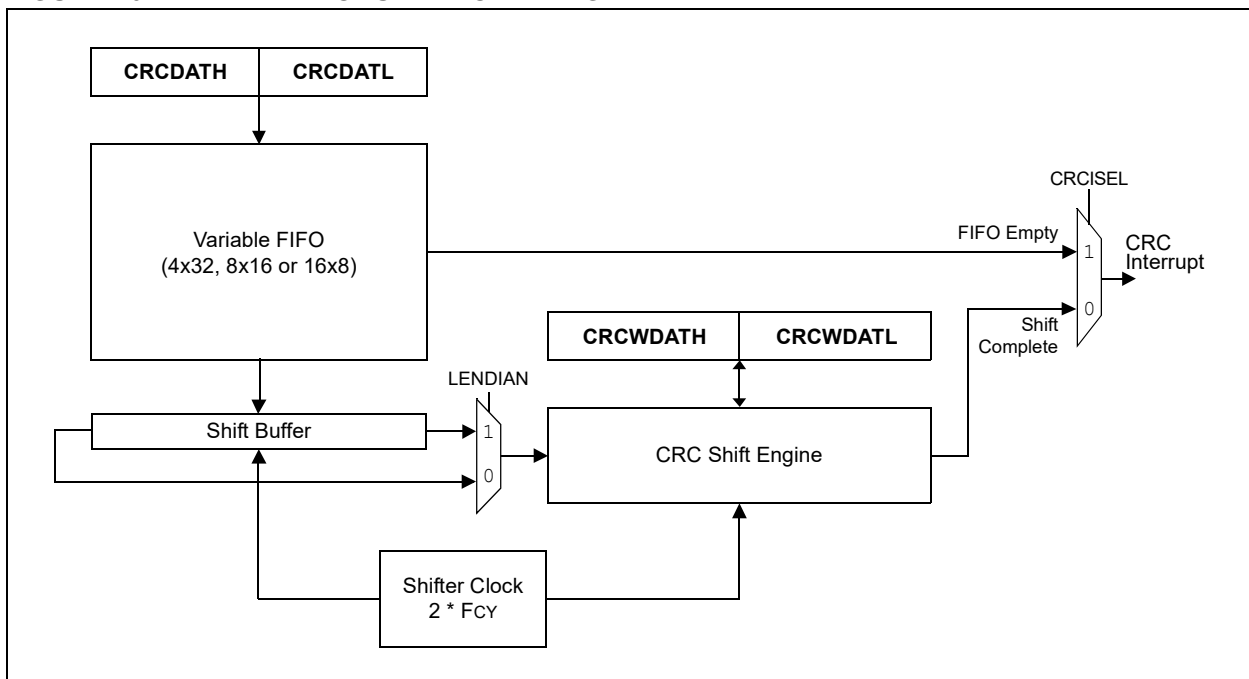 CRCDATH
CRCDATL
Variable FIFO
(4x32, 8x16 or 16x8)
CRCISEL
FIFO Empty
1
CRC
Interrupt
0
Shift
Complete
CRCWDATH
CRCWDATL
LENDIAN
Shift Buffer
1
0
CRC Shift Engine
Shifter Clock
2 * FCY